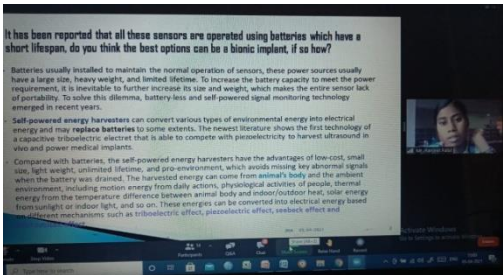 It has been reported that all these sensors are operated using batteries which have a
short lifespan, do you think the best options can be a bionic implant, if so how?
Batteries usually installed to maintain the normal operation of sensors, these power sources usually
have a large size, heavy weight, and limited lifetime. To increase the battery capacity to meet the power
requirement, it is inevitable to further increase its size and weight, which makes the entire sensor lack
of portability. To solve this dilemma, battery-less and self-powered signal monitoring technology
emerged in recent years.
Self-powered energy harvesters can convert various types of environmental energy into electrical
energy and may replace batteries to some extents. The newest literature shows the first technology of
a capacitive triboelectric electret that is able to compete with piezoelectricity to harvest ultrasound in
vivo and power medical implants.
Compared with batteries, the self-powered energy harvesters have the advantages of low-cost, small
size, light weight, unlimited lifetime, and pro-environment, which avoids missing key abnormal signals
when the battery was drained. The harvested energy can come from animal's body and the ambient
environment, including motion energy from daily actions, physiological activities of people, thermal
energy from the temperature difference between animal body and indoor/outdoor heat, solar energy
from sunlight or indoor light, and so on. These energies can be converted into electrical energy based
on different mechanisms such as triboelectric effect, piezoelectric effect, seebeck effect and
Activate Windows
Stop Video
Participants
Q&A
Chat
Raise Hand
Record
Type here to search